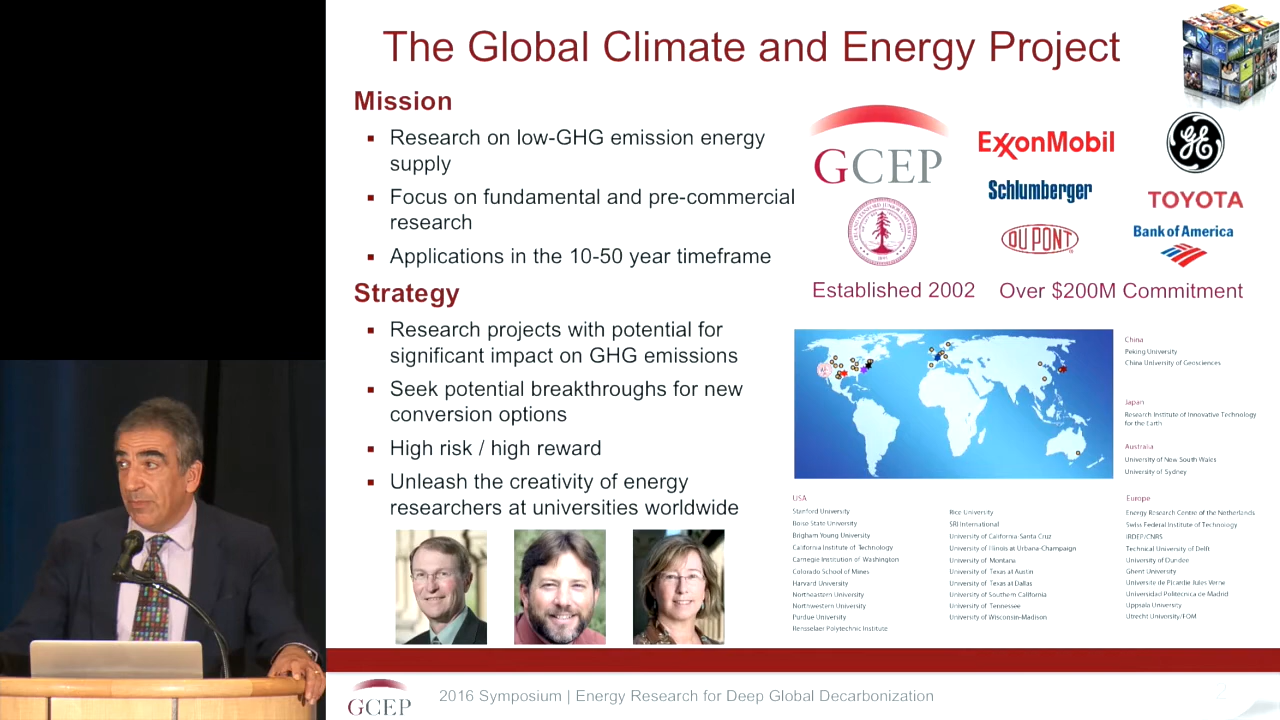 The Global Climate and Energy Project
Mission
▪ Research on low-GHG emission energy
supply
▪ Focus on fundamental and pre-commercial
research
▪ Applications in the 10-50 year timeframe
Strategy
▪ Research projects with potential for
significant impact on GHG emissions
▪ Seek potential breakthroughs for new
conversion options
▪ High risk / high reward
▪ Unleash the creativity of energy
researchers at universities worldwide
GCEP
ExxonMobil
GE
Schlumberger
TOYOTA
DU PONT
Bank of America
Established 2002
Over $200M Commitment
China
Peking University
China University of Geosciences
Japan
Research Institute of Innovative Technology
for the Earth
Australia
University of New South Wales
University of Sydney
USA
Stanford University
Boise State University
Brigham Young University
California Institute of Technology
Carnegie Institution of Washington
Colorado School of Mines
Harvard University
Northeastern University
Northwestern University
Purdue University
Rensselaer Polytechnic Institute
Rice University
SRI International
University of California-Santa Cruz
University of Illinois at Urbana-Champaign
University of Montana
University of Texas at Austin
University of Texas at Dallas
University of Southern California
University of Tennessee
University of Wisconsin-Madison
Europe
Energy Research Centre of the Netherlands
Swiss Federal Institute of Technology
IRDEP/CNRS
Technical University of Delft
University of Dundee
Ghent University
Universite de Picardie Jules Verne
Universidad Politecnica de Madrid
Uppsala University
Utrecht University/FOM
GCEP
2016 Symposium | Energy Research for Deep Global Decarbonization